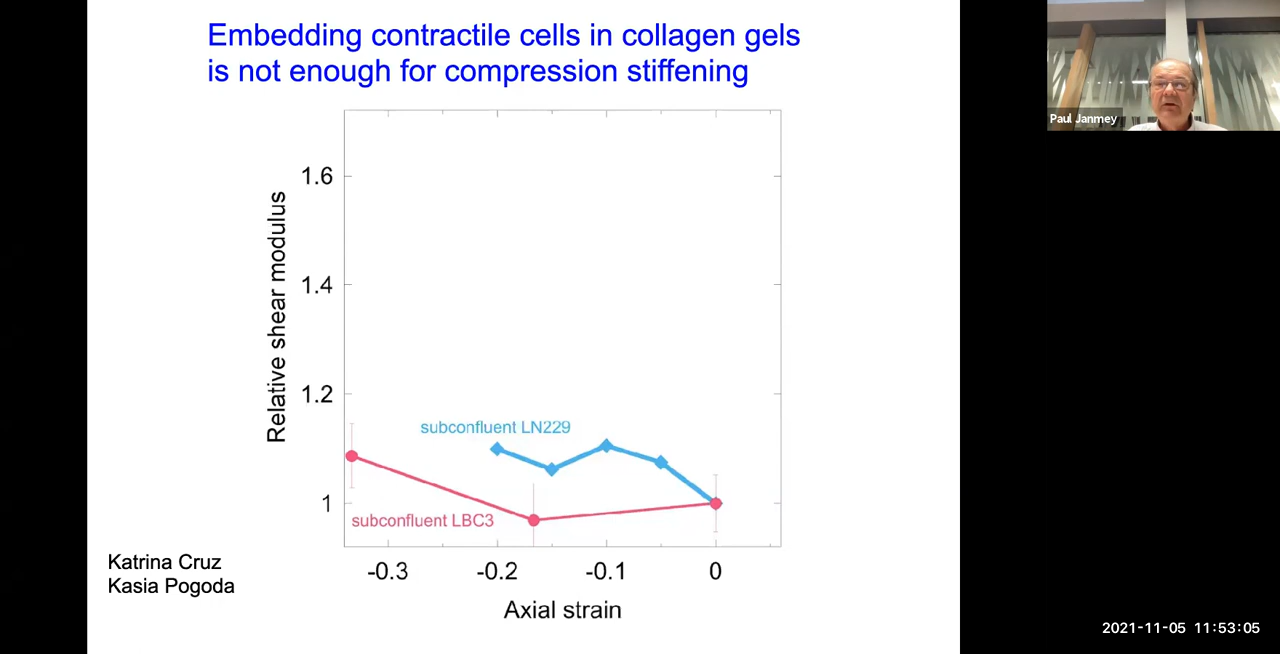 Embedding contractile cells in collagen gels
is not enough for compression stiffening
Paul Janmey
Relative shear modulus
1.6
1.4
1.2
1
subconfluent LN229
subconfluent LBC3
-0.3
-0.2
-0.1
0
Axial strain
Katrina Cruz
Kasia Pogoda
2021-11-05 11:53:05